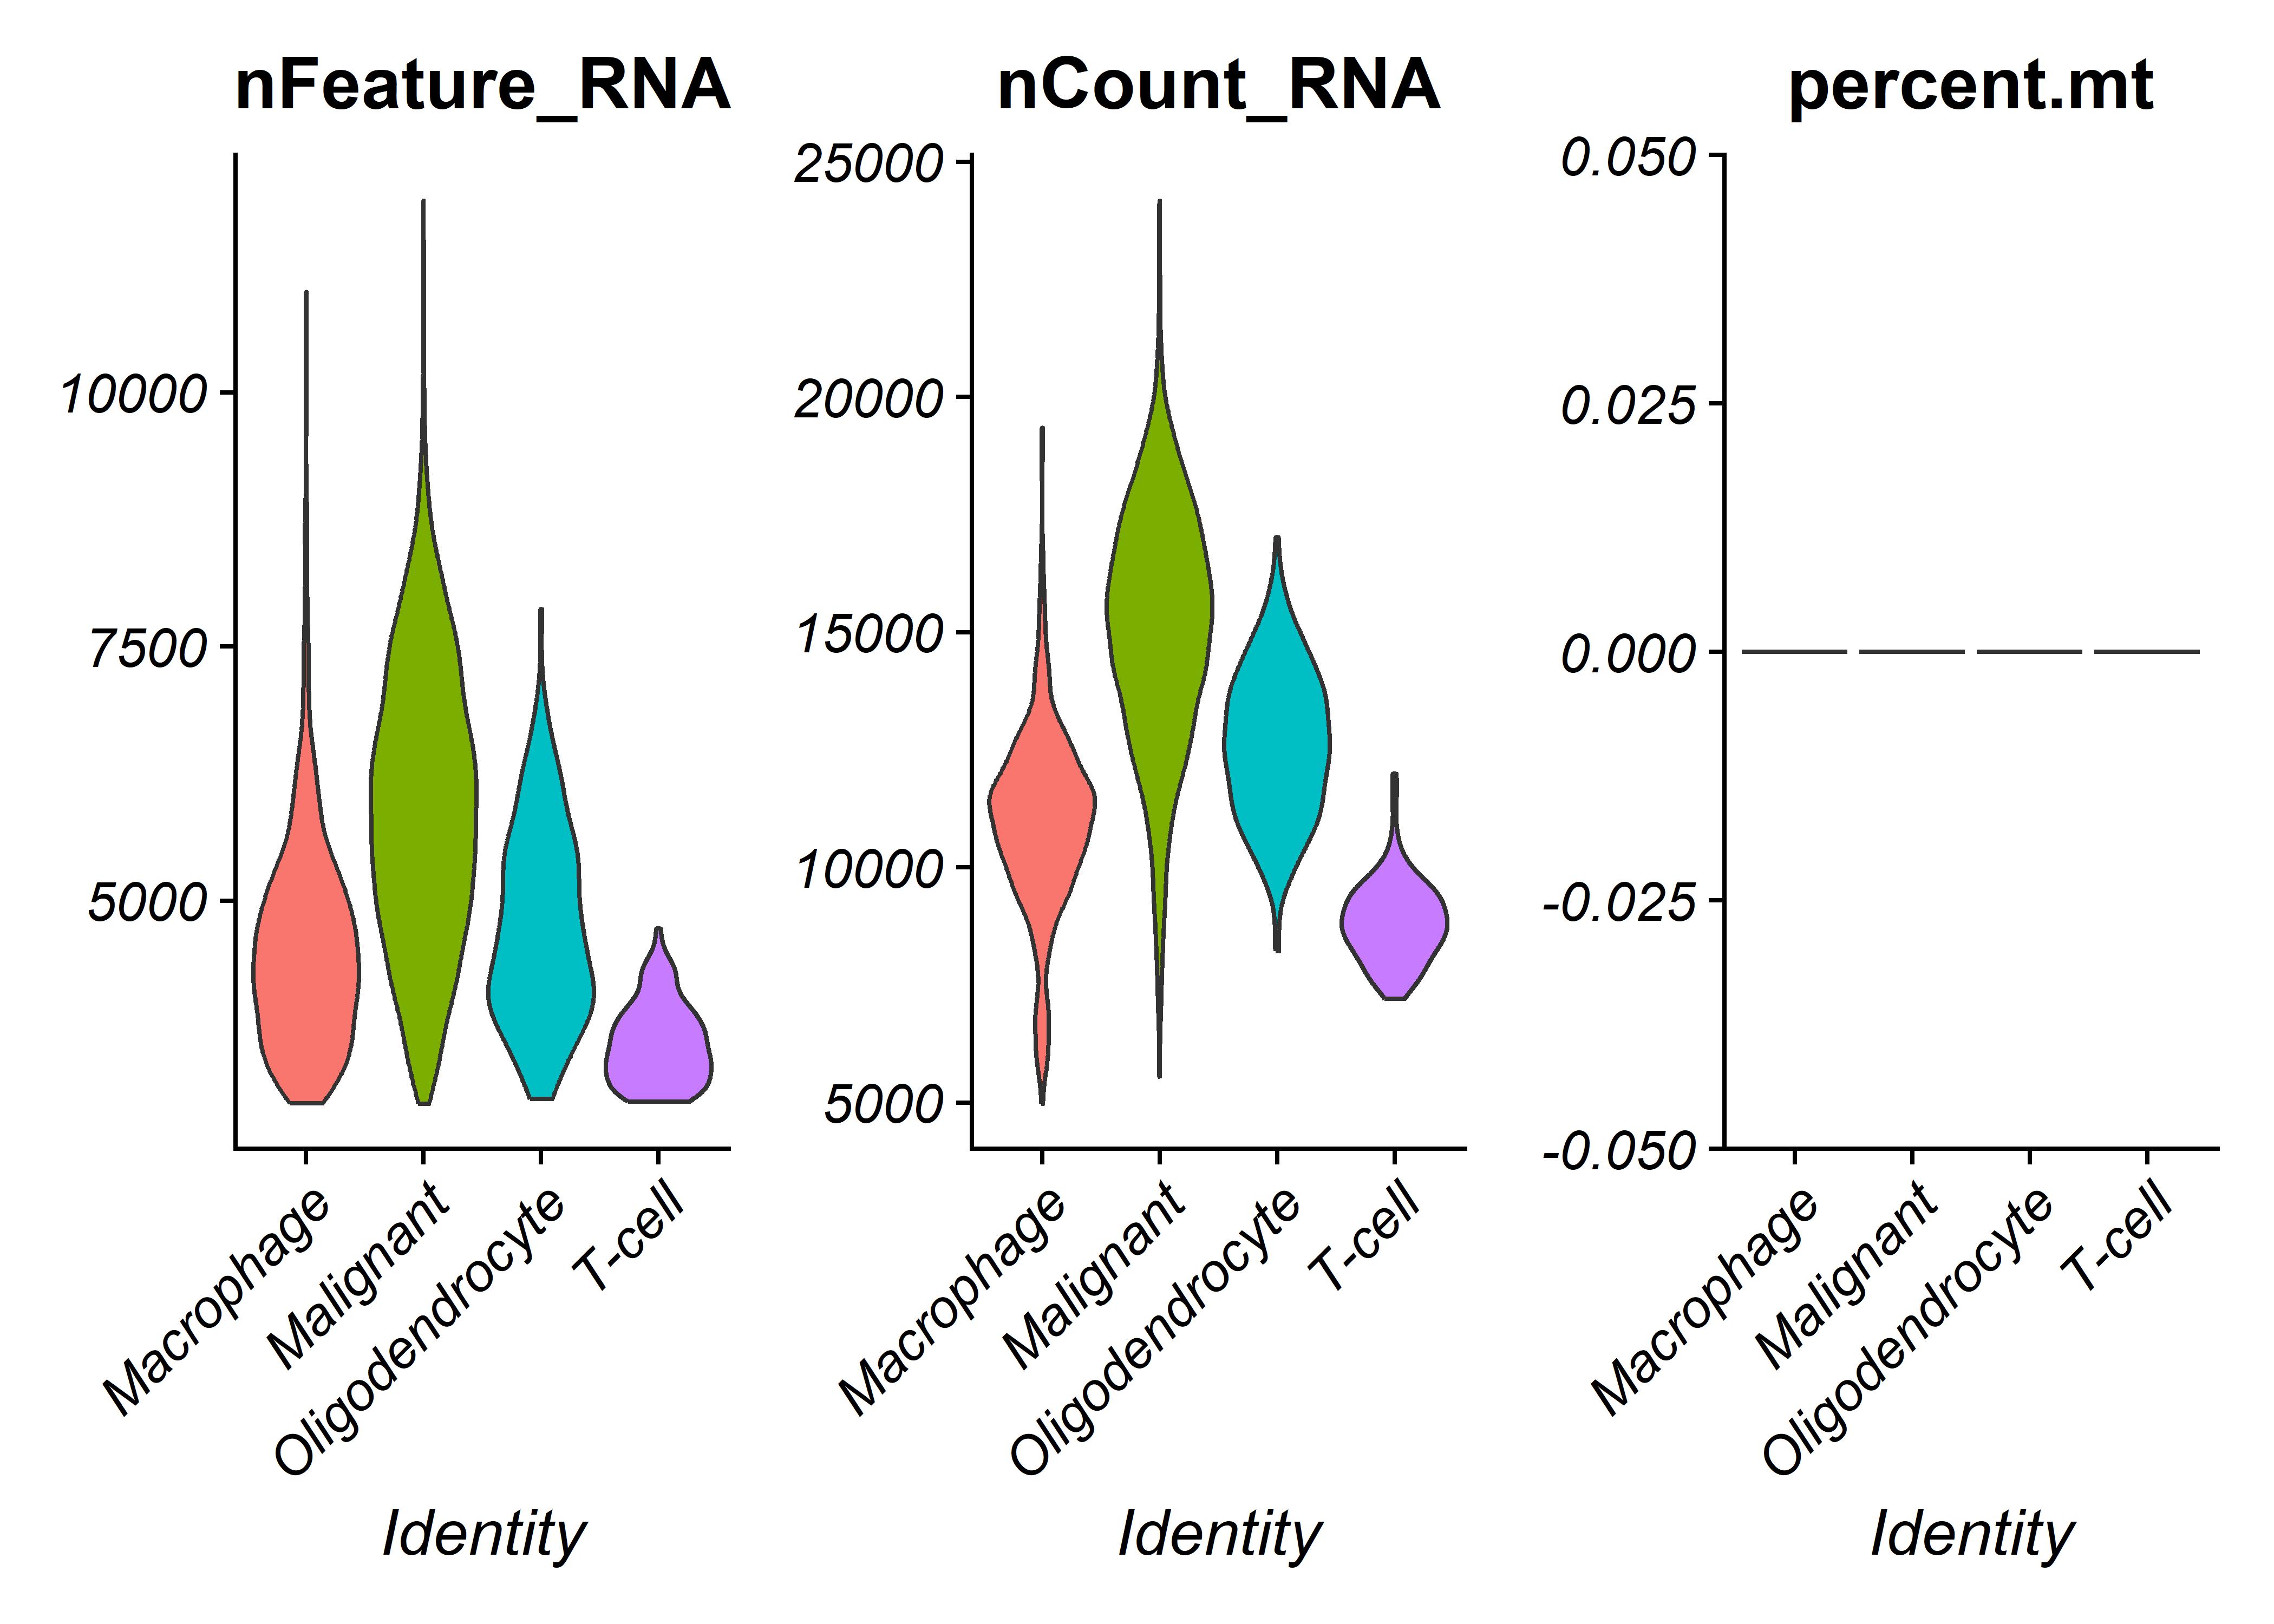 nFeature_RNA
10000
7500
5000
Macrophage
Malignant
Oligodendrocyte
T-cell
Identity
nCount_RNA
25000
20000
15000
10000
5000
Macrophage
Malignant
Oligodendrocyte
T-cell
Identity
percent.mt
0.050
0.025
0.000
-0.025
-0.050
Macrophage
Malignant
Oligodendrocyte
T-cell
Identity